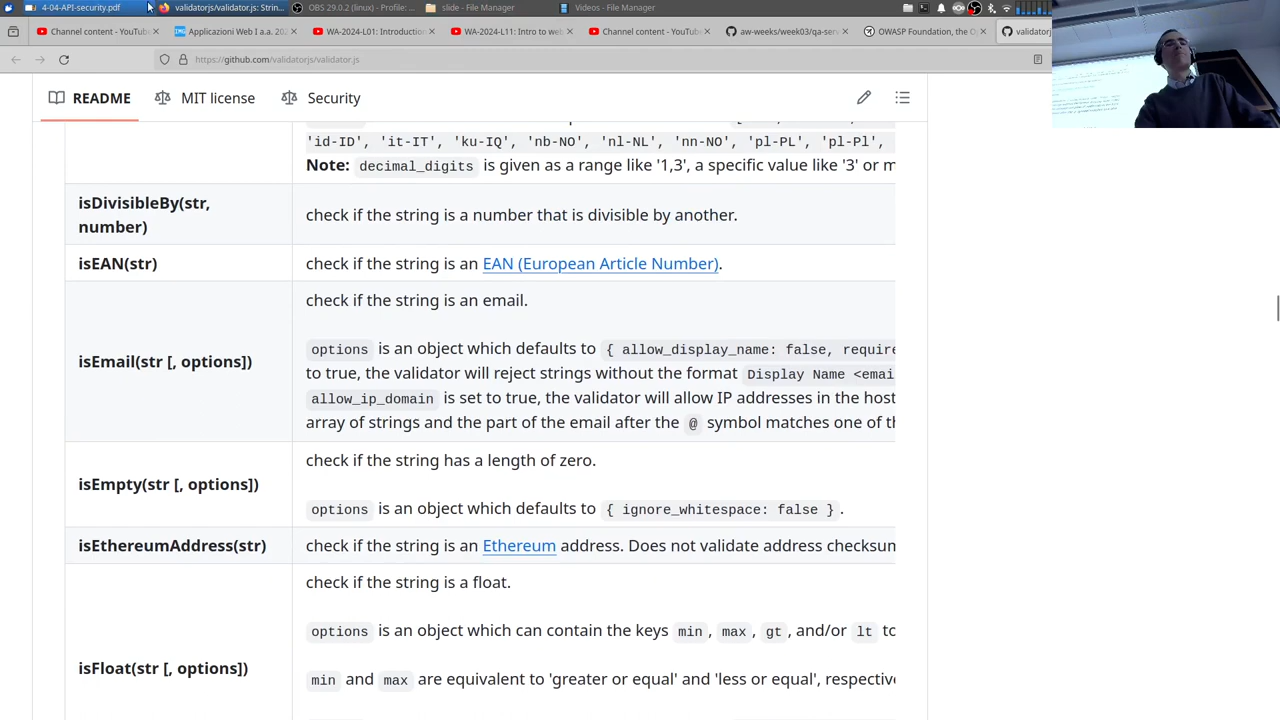 4-04-API-security.pdf
validatorjs/validator.js: Strin...
OBS 29.0.2 (linux) - Profile: ...
slide - File Manager
Videos - File Manager
Channel content - YouTube
Applicazioni Web I a.a. 202
WA-2024-L01: Introduction
WA-2024-L11: Intro to web
Channel content - YouTube
aw-weeks/week03/qa-serv
OWASP Foundation, the O
validatorj
https://github.com/validatorjs/validator.js
README
MIT license
Security
'id-ID', 'it-IT', 'ku-IQ', 'nb-NO', 'nl-NL', 'nn-NO', 'pl-PL', 'pl-Pl',
Note: decimal_digits is given as a range like '1,3', a specific value like '3' or m
isDivisibleBy(str,
number)
check if the string is a number that is divisible by another.
isEAN(str)
check if the string is an EAN (European Article Number).
isEmail(str [, options])
check if the string is an email.
options is an object which defaults to { allow_display_name: false, require
to true, the validator will reject strings without the format Display Name <emai
allow_ip_domain is set to true, the validator will allow IP addresses in the host
array of strings and the part of the email after the @ symbol matches one of th
isEmpty(str [, options])
check if the string has a length of zero.
options is an object which defaults to { ignore_whitespace: false }.
isEthereumAddress(str)
check if the string is an Ethereum address. Does not validate address checksum
isFloat(str [, options])
check if the string is a float.
options is an object which can contain the keys min, max, gt, and/or lt to
min and max are equivalent to 'greater or equal' and 'less or equal', respective